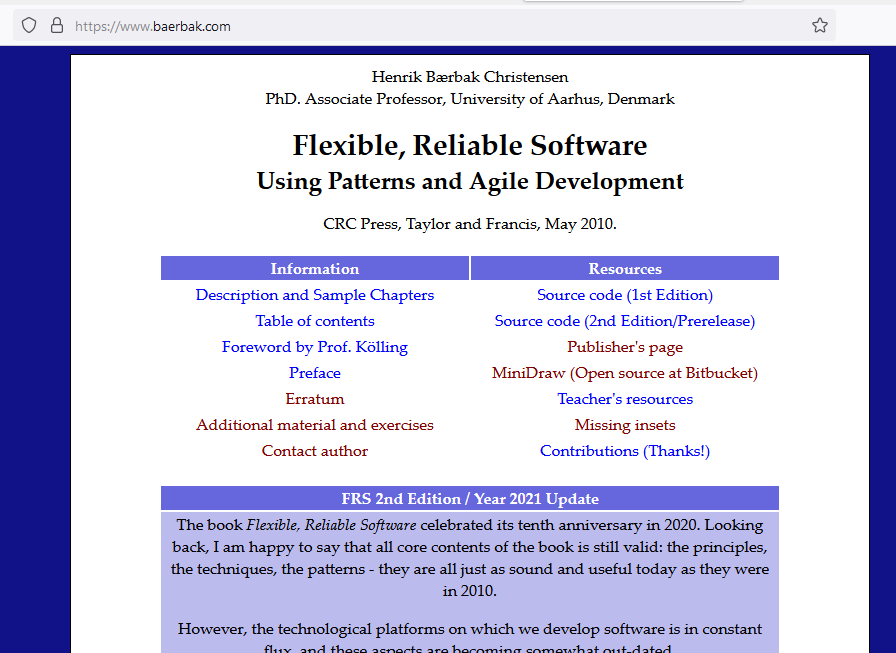 https://www.baerbak.com
Henrik Bærbak Christensen
PhD. Associate Professor, University of Aarhus, Denmark
Flexible, Reliable Software
Using Patterns and Agile Development
CRC Press, Taylor and Francis, May 2010.
Information Resources
Description and Sample Chapters Source code (1st Edition)
Table of contents Source code (2nd Edition/Prerelease)
Foreword by Prof. Kölling Publisher's page
Preface MiniDraw (Open source at Bitbucket)
Erratum Teacher's resources
Additional material and exercises Missing insets
Contact author Contributions (Thanks!)
FRS 2nd Edition / Year 2021 Update
The book Flexible, Reliable Software celebrated its tenth anniversary in 2020. Looking
back, I am happy to say that all core contents of the book is still valid: the principles,
the techniques, the patterns - they are all just as sound and useful today as they were
in 2010.
However, the technological platforms on which we develop software is in constant
flux, and these aspects are becoming somewhat out-dated.